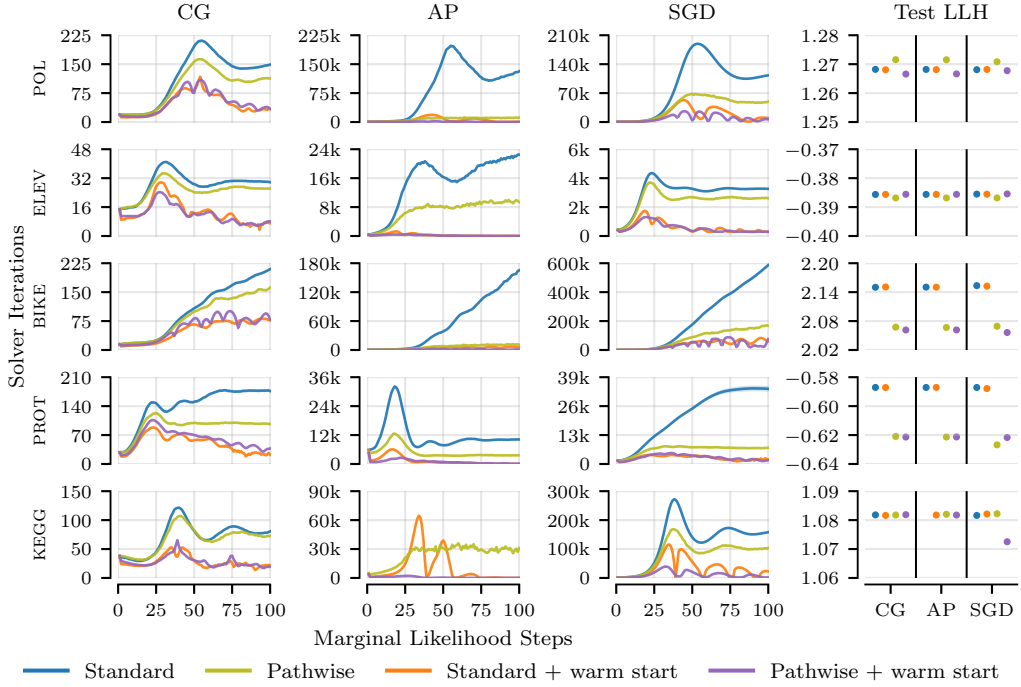 CG AP SGD Test LLH
Solver Iterations
POL
225 225k 210k 1.28
150 150k 140k 1.27
75 75k 70k 1.26
0 0 0 1.25
ELEV
48 24k 6k −0.37
32 16k 4k −0.38
16 8k 2k −0.39
0 0 0 −0.40
BIKE
225 180k 600k 2.20
150 120k 400k 2.14
75 60k 200k 2.08
0 0 0 2.02
PROT
210 36k 39k −0.58
140 24k 26k −0.60
70 12k 13k −0.62
0 0 0 −0.64
KEGG
150 90k 300k 1.09
100 60k 200k 1.08
50 30k 100k 1.07
0 0 0 1.06
0 25 50 75 100 0 25 50 75 100 0 25 50 75 100 CG AP SGD
Marginal Likelihood Steps
Standard Pathwise Standard + warm start Pathwise + warm start